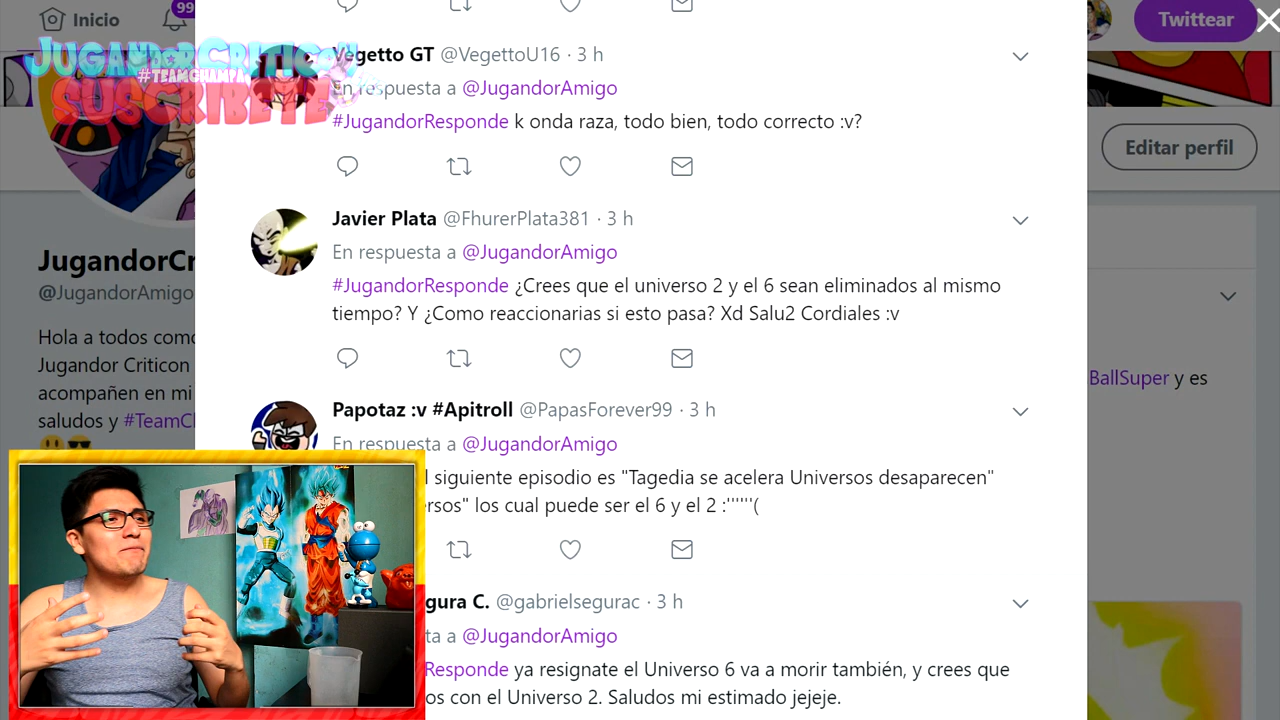 Inicio
99
Twittear
JUGANDORCRITICON
#TEAMCHAMPA
SUSCRIBETE
Vegetto GT @VegettoU16 · 3 h
En respuesta a @JugandorAmigo
#JugandorResponde k onda raza, todo bien, todo correcto :v?
Editar perfil
Javier Plata @FhurerPlata381 · 3 h
En respuesta a @JugandorAmigo
#JugandorResponde ¿Crees que el universo 2 y el 6 sean eliminados al mismo
tiempo? Y ¿Como reaccionarias si esto pasa? Xd Salu2 Cordiales :v
JugandorCr
@JugandorAmigo
Hola a todos como
Jugandor Criticon
acompañen en mi
saludos y #TeamCh
BallSuper y es
Papotaz :v #Apitroll @PapasForever99 · 3 h
En respuesta a @JugandorAmigo
l siguiente episodio es "Tagedia se acelera Universos desaparecen"
ersos" los cual puede ser el 6 y el 2 :''''''(
gura C. @gabrielsegurac · 3 h
ta a @JugandorAmigo
Responde ya resignate el Universo 6 va a morir también, y crees que
os con el Universo 2. Saludos mi estimado jejeje.